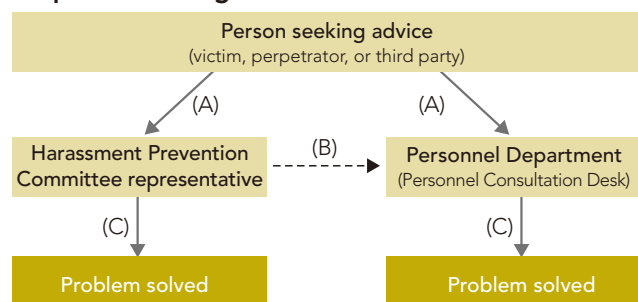 Person seeking advice
(victim, perpetrator, or third party)
(A)
(A)
Harassment Prevention
Committee representative
(B)
Personnel Department
(Personnel Consultation Desk)
(C)
(C)
Problem solved
Problem solved